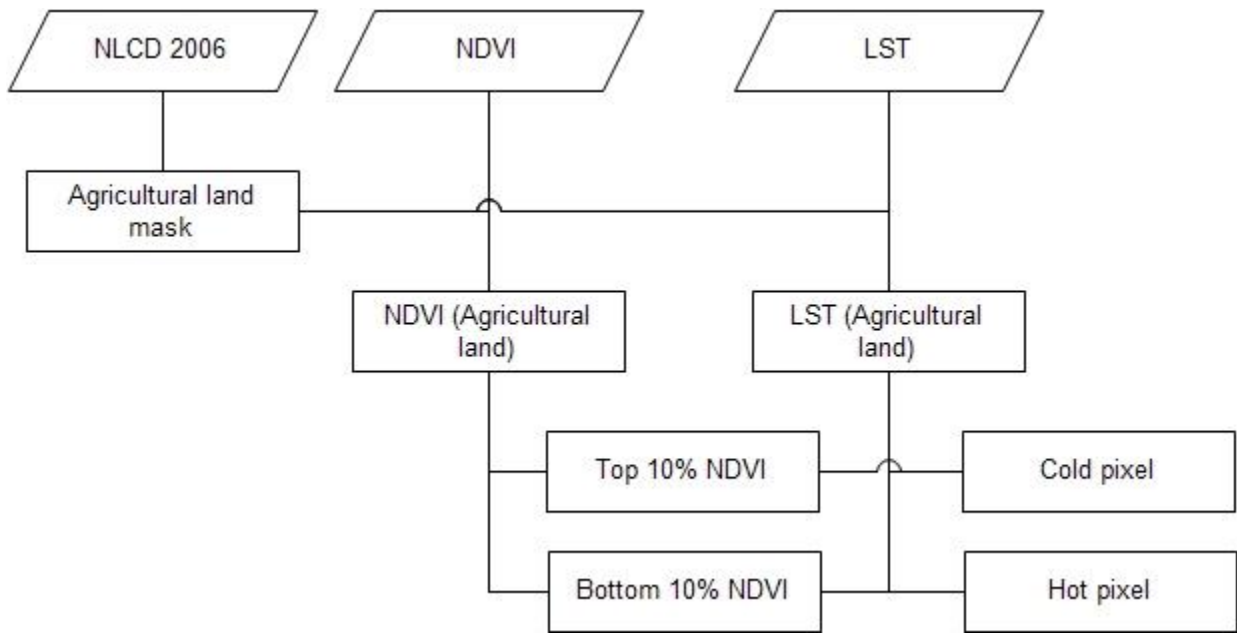 NLCD 2006
NDVI
LST
Agricultural land
mask
NDVI (Agricultural
land)
LST (Agricultural
land)
Top 10% NDVI
Cold pixel
Bottom 10% NDVI
Hot pixel